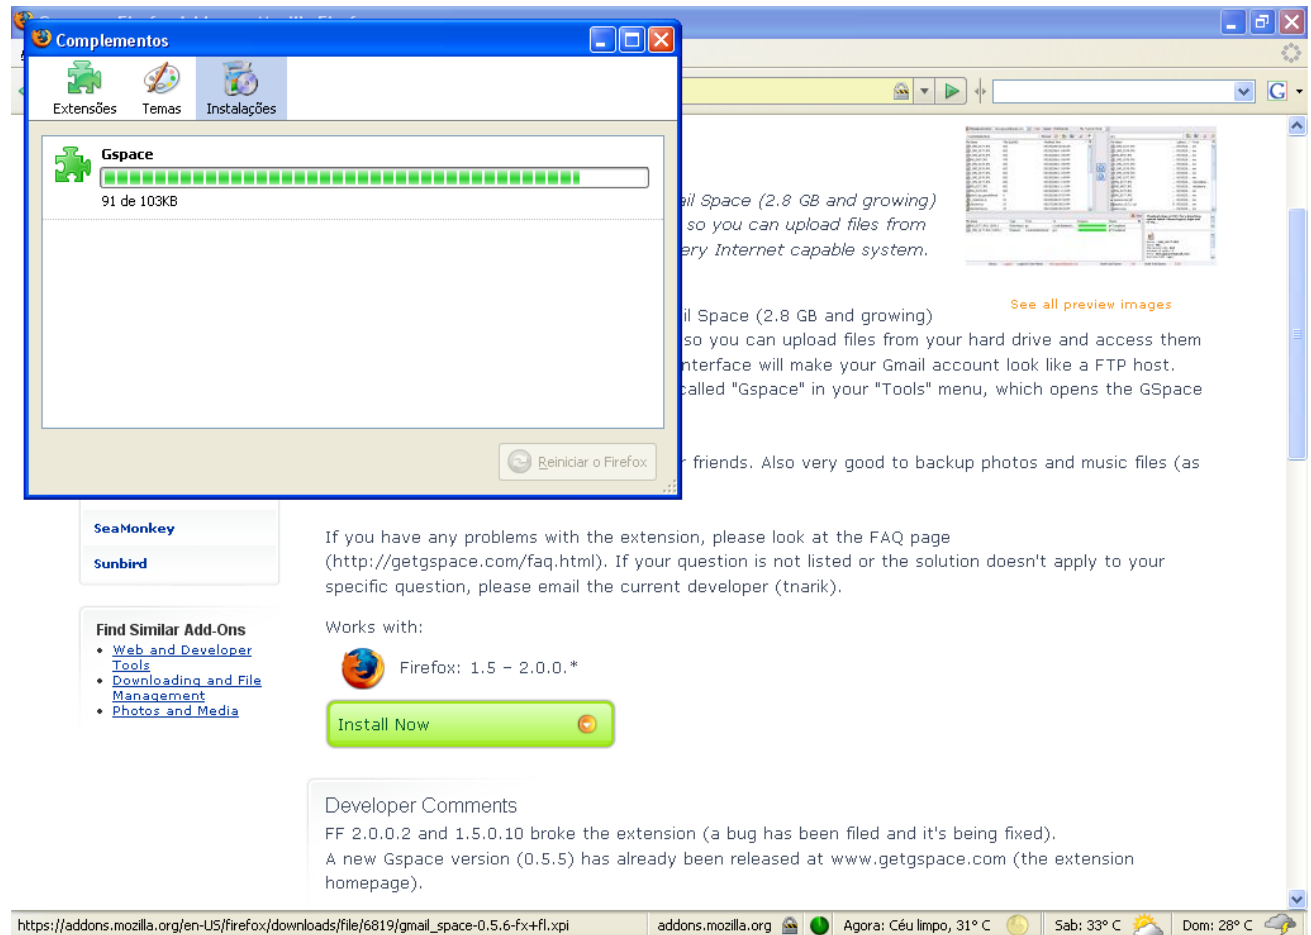 Complementos
Extensões
Temas
Instalações
Gspace
91 de 103KB
Reiniciar o Firefox
G
ail Space (2.8 GB and growing)
so you can upload files from
ery Internet capable system.
See all preview images
il Space (2.8 GB and growing)
so you can upload files from your hard drive and access them
nterface will make your Gmail account look like a FTP host.
called "Gspace" in your "Tools" menu, which opens the GSpace
friends. Also very good to backup photos and music files (as
SeaMonkey
Sunbird
If you have any problems with the extension, please look at the FAQ page
(http://getgspace.com/faq.html). If your question is not listed or the solution doesn't apply to your
specific question, please email the current developer (tnarik).
Find Similar Add-Ons
Web and Developer
Tools
Downloading and File
Management
Photos and Media
Works with:
Firefox: 1.5 – 2.0.0.*
Install Now
Developer Comments
FF 2.0.0.2 and 1.5.0.10 broke the extension (a bug has been filed and it's being fixed).
A new Gspace version (0.5.5) has already been released at www.getgspace.com (the extension
homepage).
https://addons.mozilla.org/en-US/firefox/downloads/file/6819/gmail_space-0.5.6-fx+fl.xpi
addons.mozilla.org
Agora: Céu limpo, 31° C
Sab: 33° C
Dom: 28° C